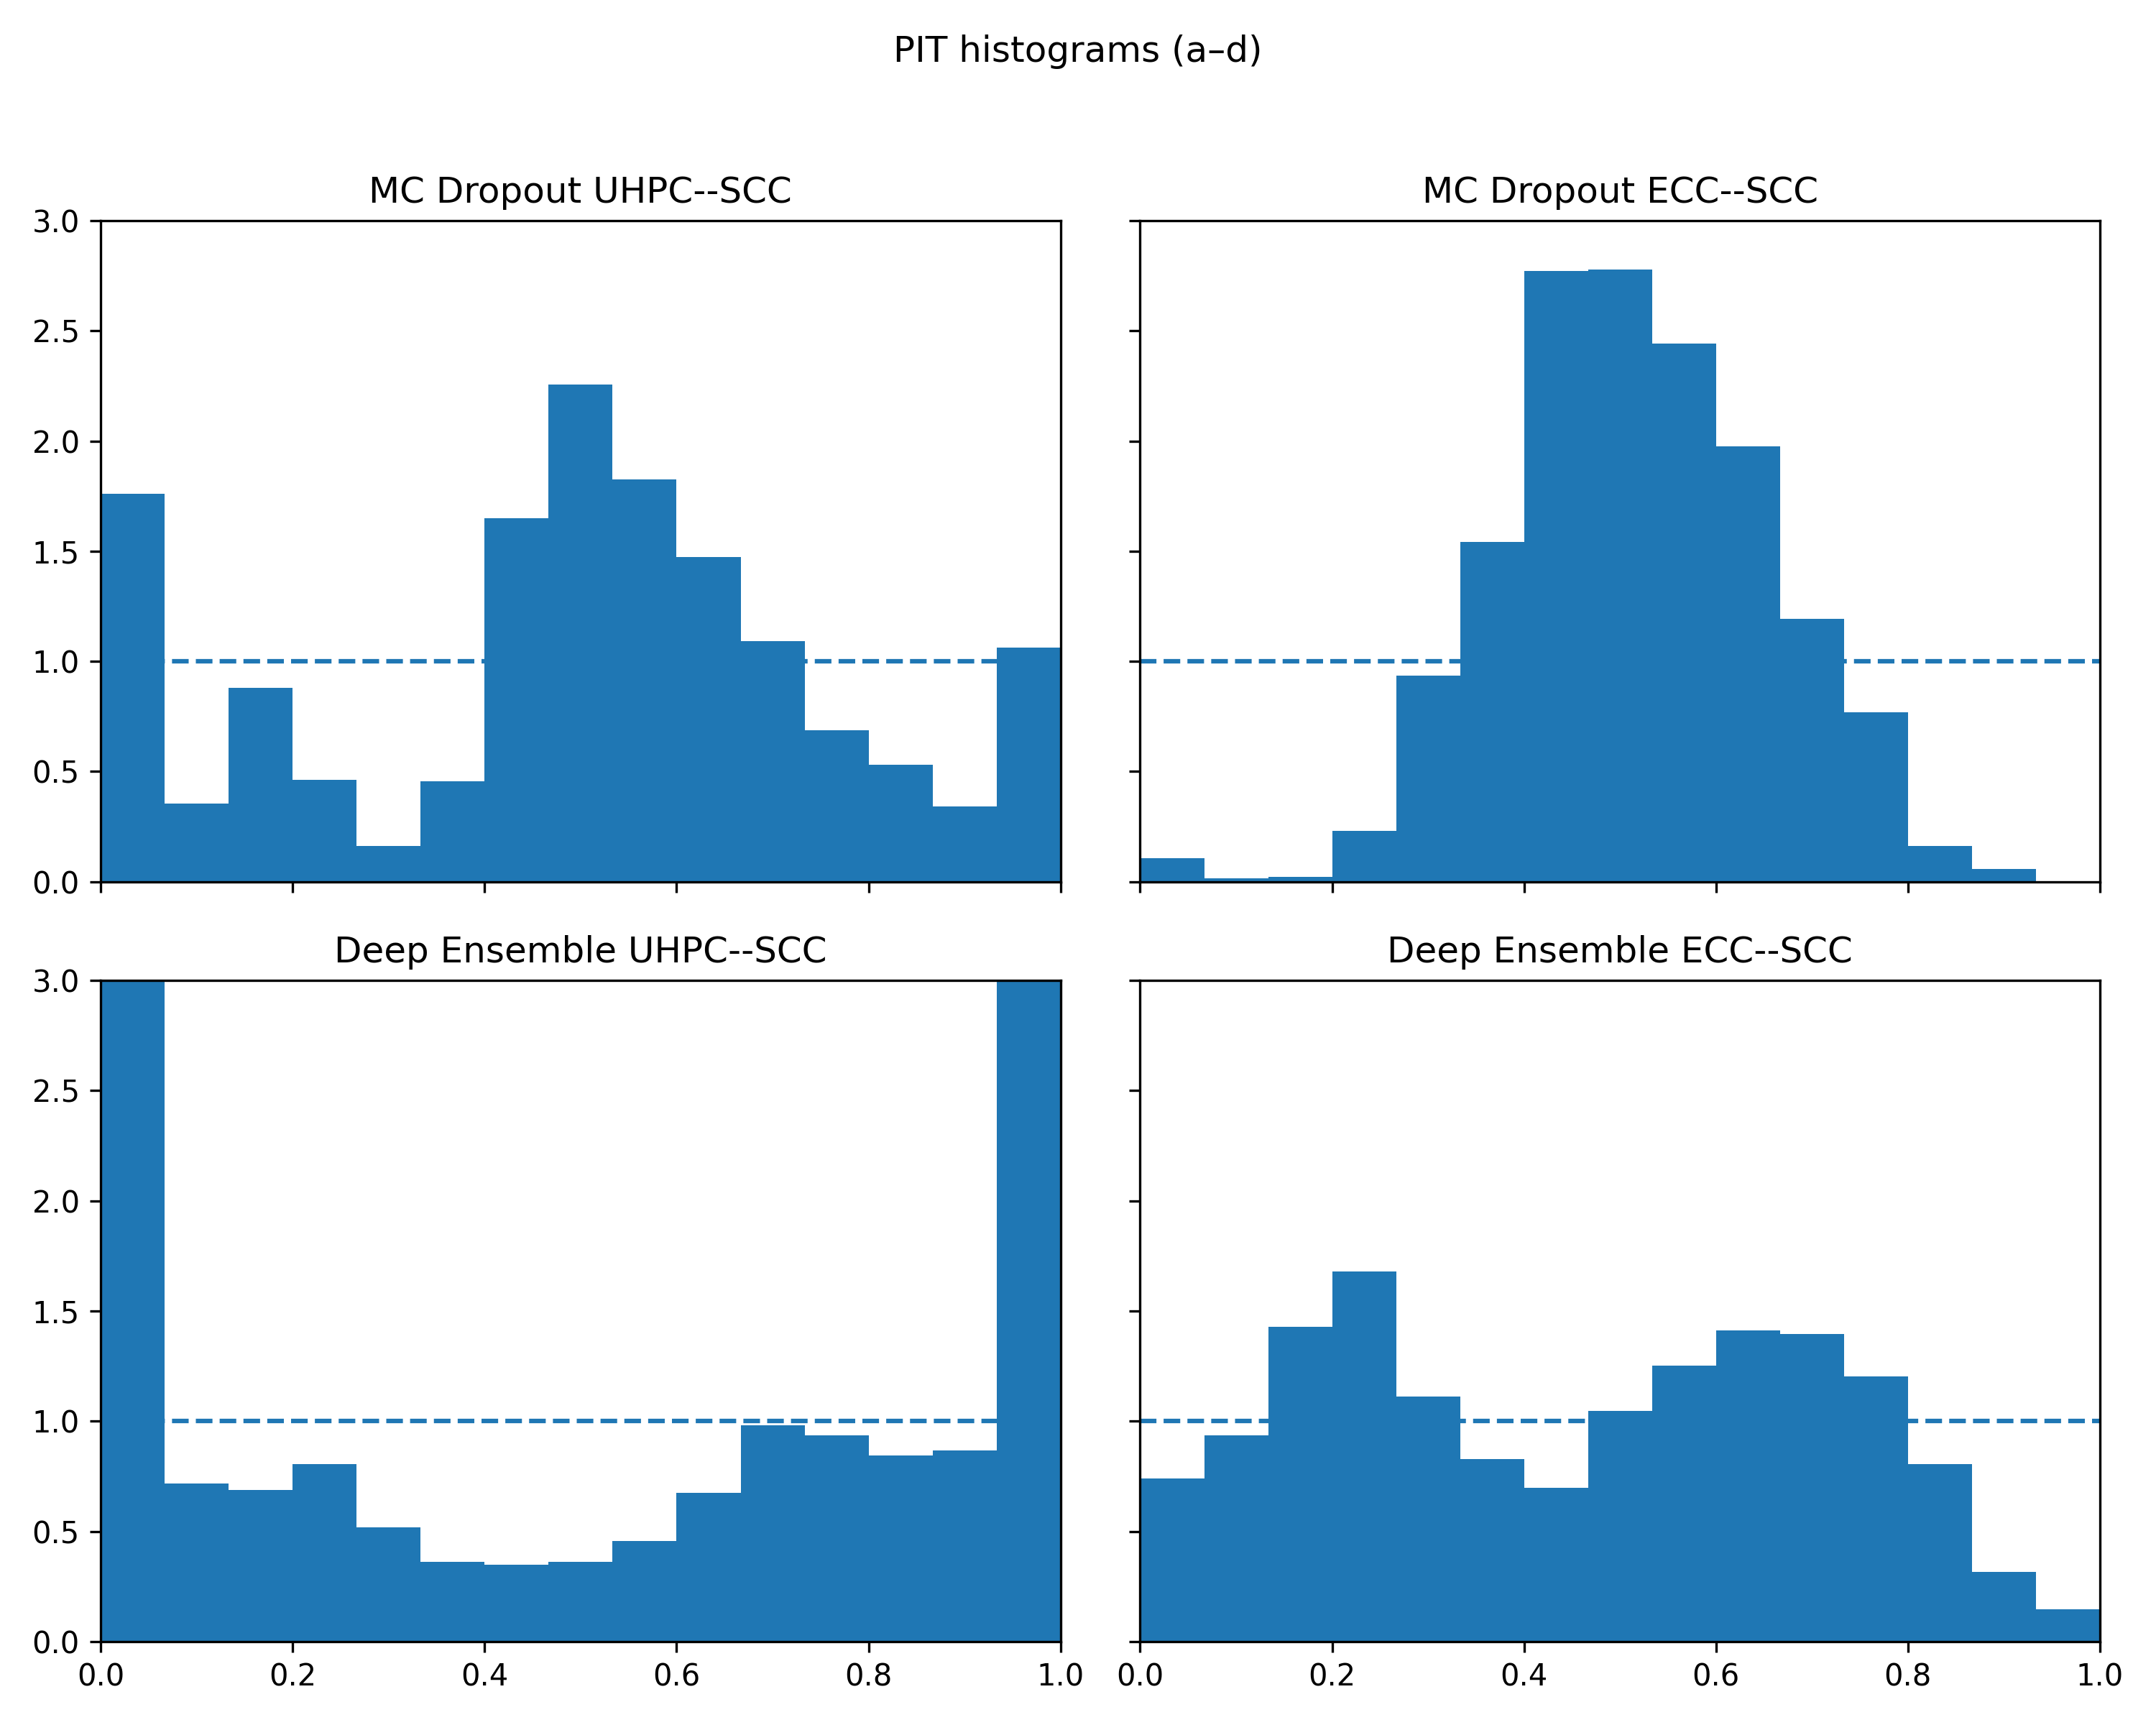 PIT histograms (a–d)
MC Dropout UHPC--SCC
MC Dropout ECC--SCC
3.0
2.5
2.0
1.5
1.0
0.5
0.0
Deep Ensemble UHPC--SCC
Deep Ensemble ECC--SCC
3.0
2.5
2.0
1.5
1.0
0.5
0.0
0.0 0.2 0.4 0.6 0.8 1.0 0.0 0.2 0.4 0.6 0.8 1.0